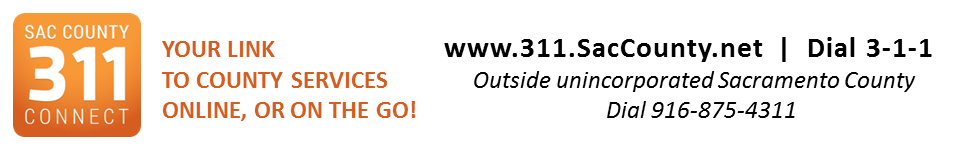 SAC COUNTY
311
CONNECT
YOUR LINK
TO COUNTY SERVICES
ONLINE, OR ON THE GO!
www.311.SacCounty.net | Dial 3-1-1
Outside unincorporated Sacramento County
Dial 916-875-4311